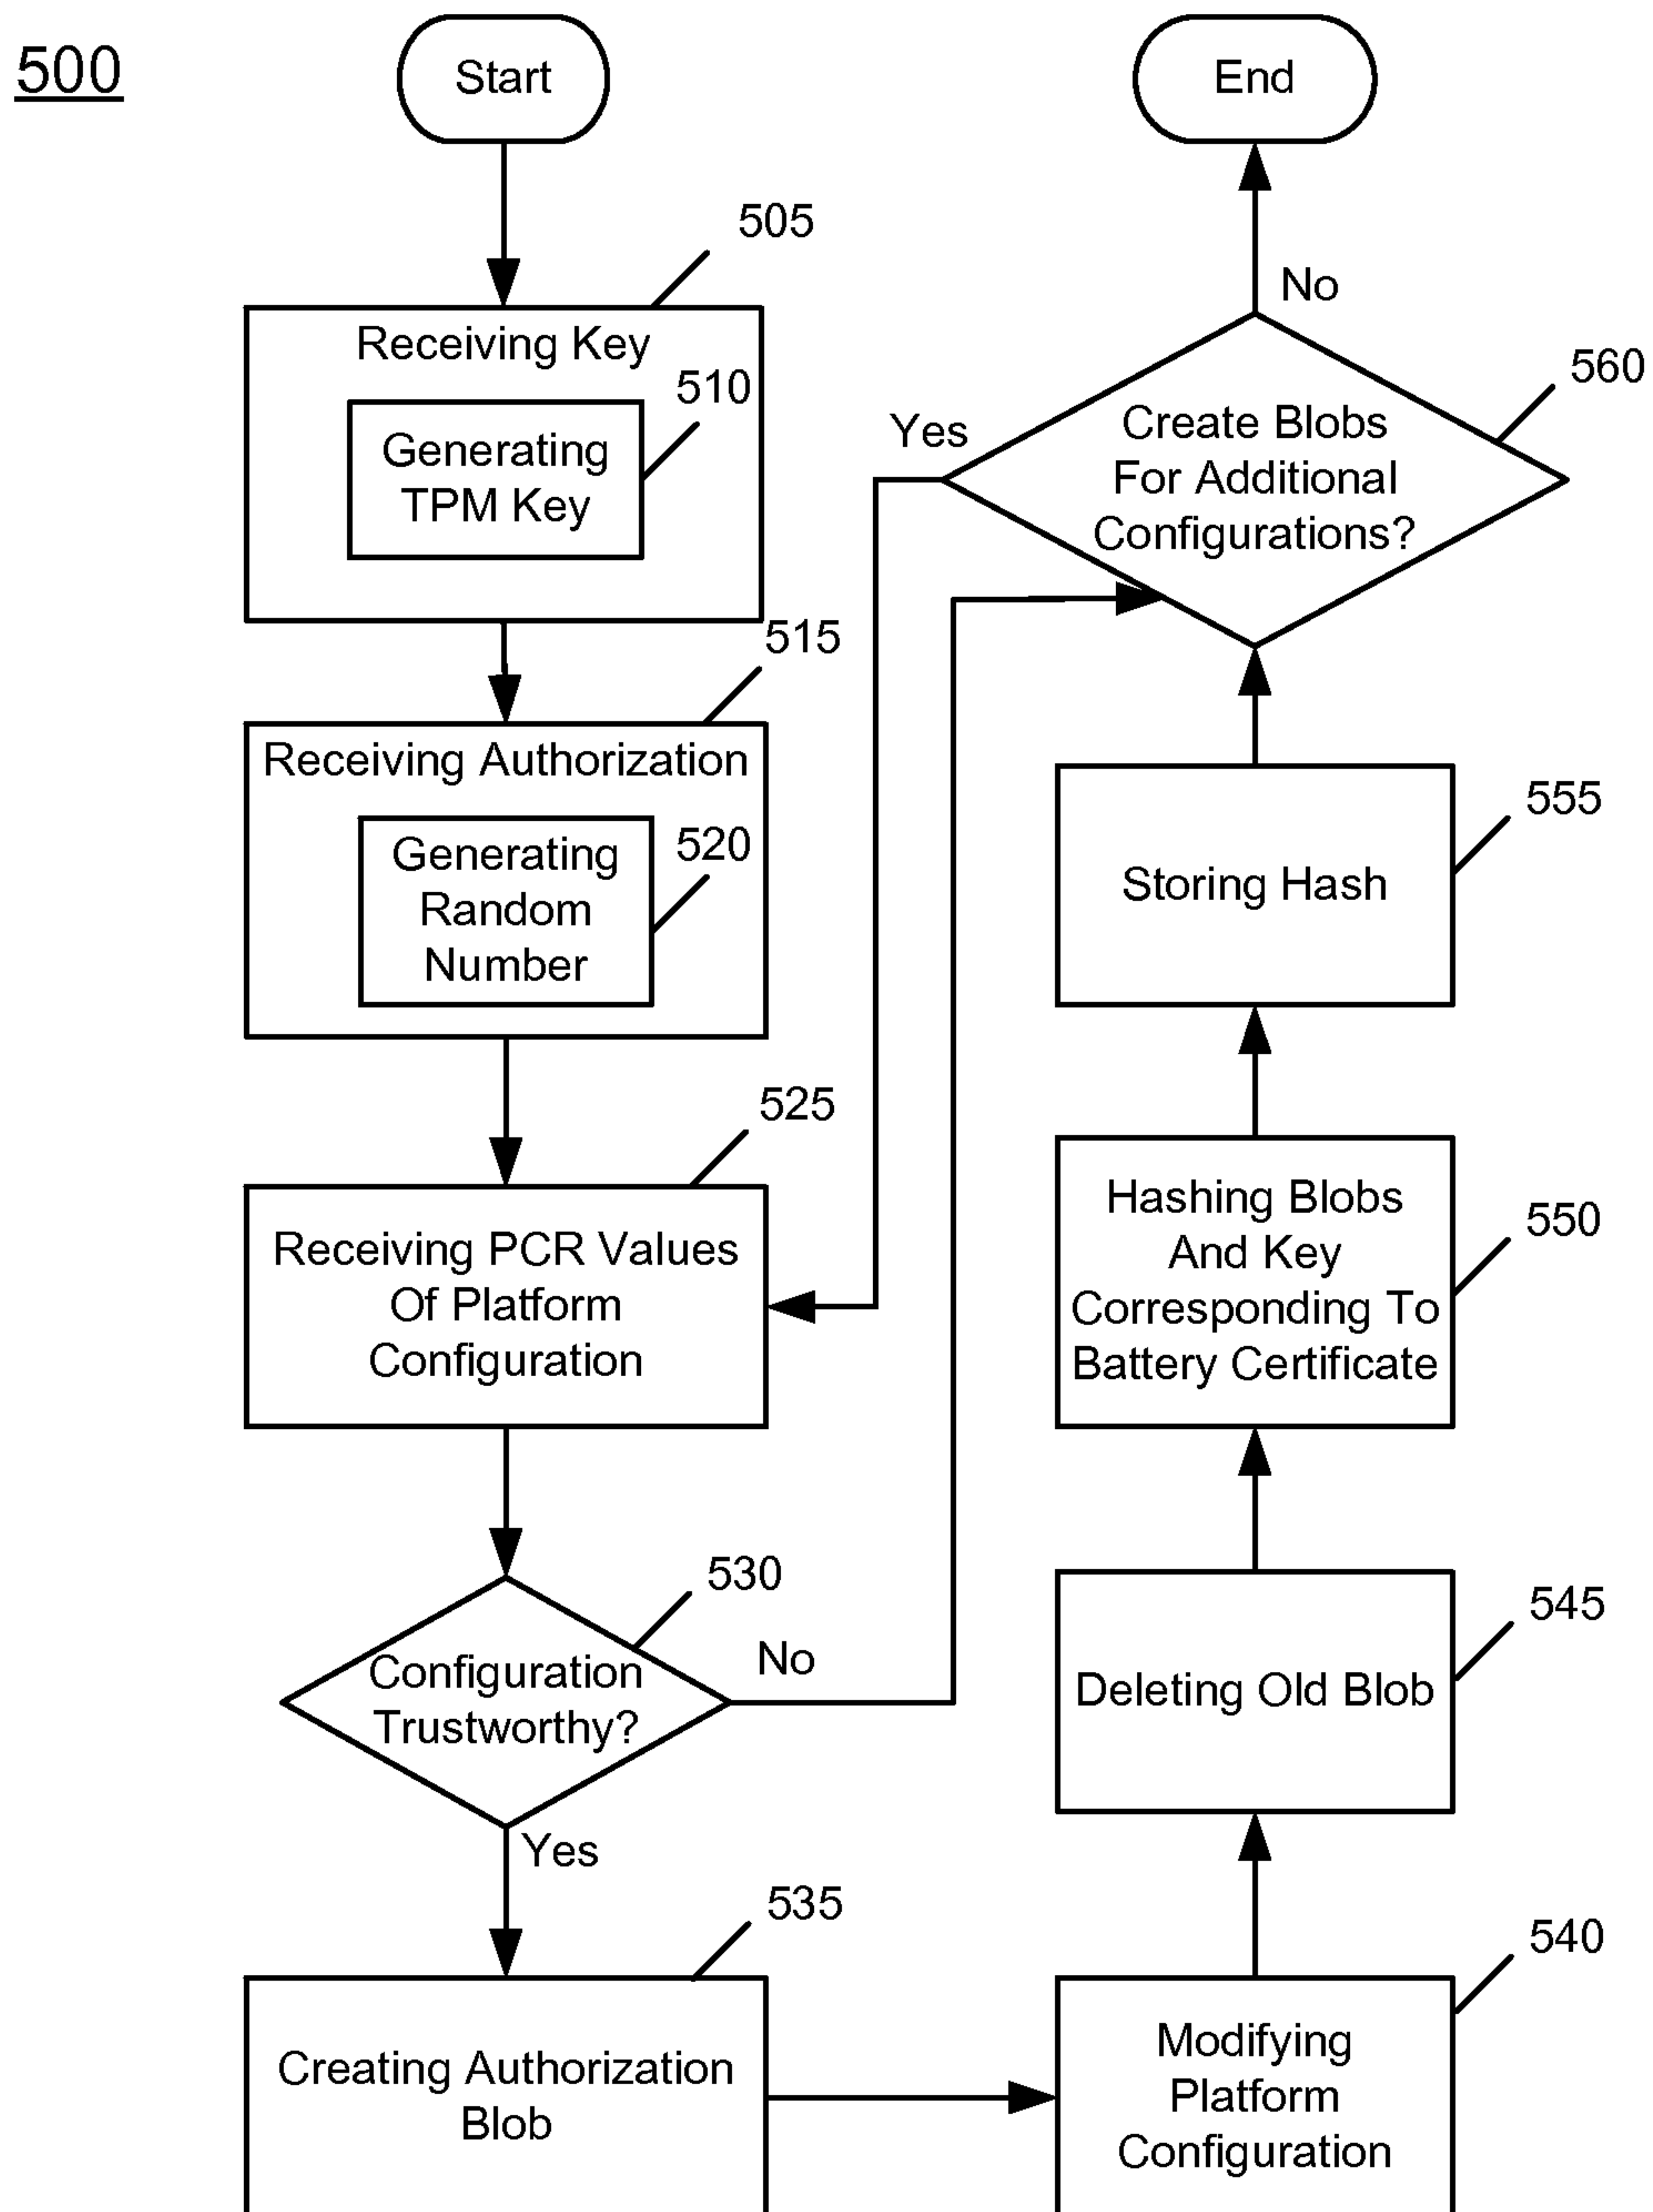 500
Start
505
Receiving Key
510
Generating
TPM Key
515
Receiving Authorization
520
Generating
Random
Number
525
Receiving PCR Values
Of Platform
Configuration
530
Configuration
Trustworthy?
No
Yes
535
Creating Authorization
Blob
540
Modifying
Platform
Configuration
545
Deleting Old Blob
550
Hashing Blobs
And Key
Corresponding To
Battery Certificate
555
Storing Hash
560
Create Blobs
For Additional
Configurations?
Yes
No
End